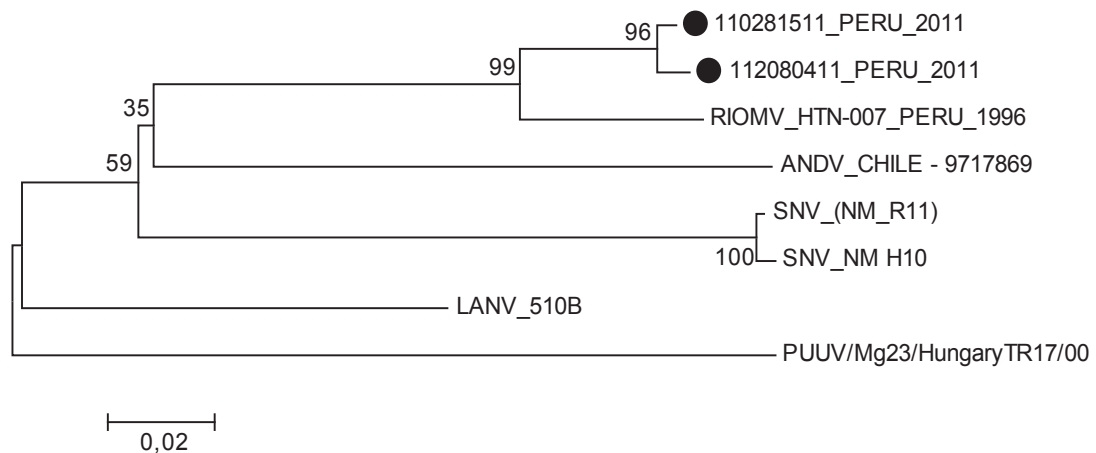 96
110281511_PERU_2011
99
112080411_PERU_2011
35
RIOMV_HTN-007_PERU_1996
59
ANDV_CHILE - 9717869
SNV_(NM_R11)
100
SNV_NM H10
LANV_510B
PUUV/Mg23/HungaryTR17/00
0,02